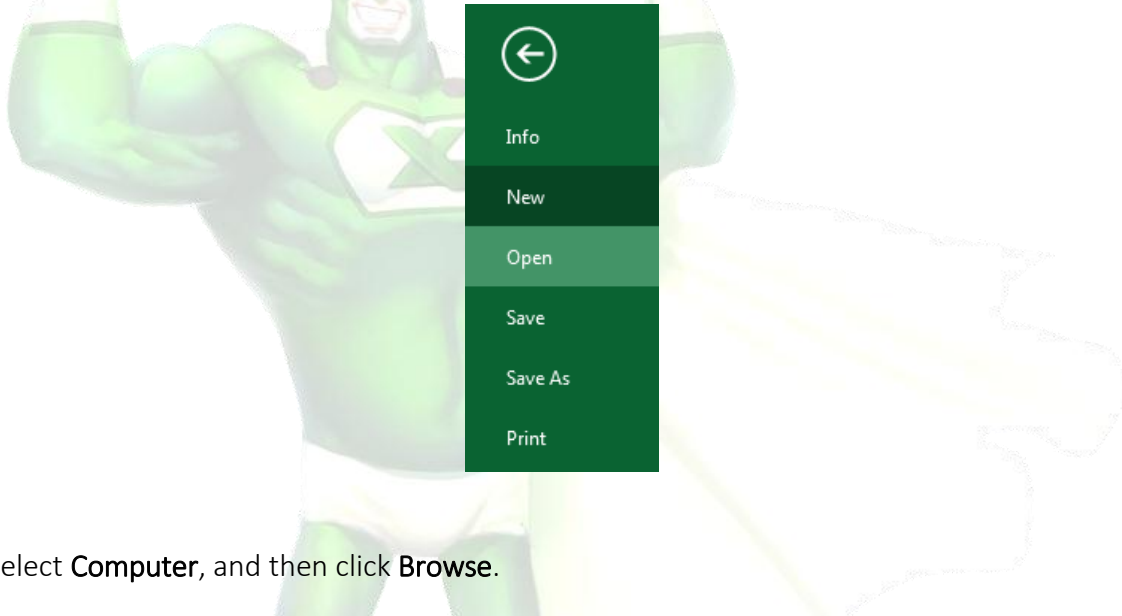 Info
New
Open
Save
Save As
Print
elect Computer, and then click Browse.